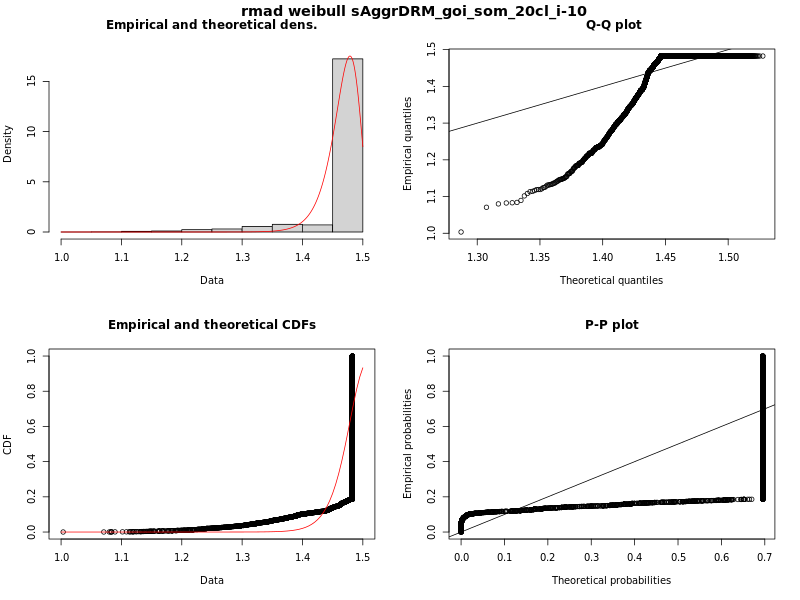 rmad weibull sAggrDRM_goi_som_20cl_i-10
Empirical and theoretical dens.
Density
0 5 10 15
1.0 1.1 1.2 1.3 1.4 1.5
Data
Q-Q plot
Empirical quantiles
1.0 1.1 1.2 1.3 1.4 1.5
1.30 1.35 1.40 1.45 1.50
Theoretical quantiles
Empirical and theoretical CDFs
CDF
0.0 0.2 0.4 0.6 0.8 1.0
1.0 1.1 1.2 1.3 1.4 1.5
Data
P-P plot
Empirical probabilities
0.0 0.2 0.4 0.6 0.8 1.0
0.0 0.1 0.2 0.3 0.4 0.5 0.6 0.7
Theoretical probabilities